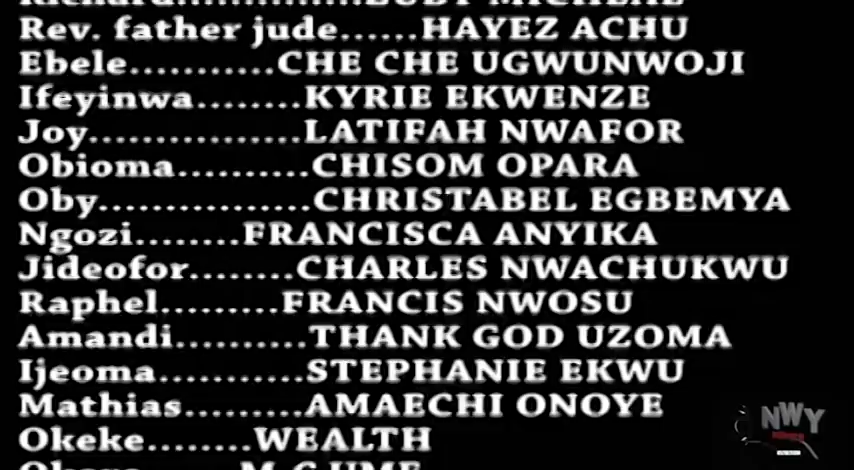 Rev. father jude......HAYEZ ACHU
Ebele............CHE CHE UGWUNWOJI
Ifeyinwa........KYRIE EKWENZE
Joy................LATIFAH NWAFOR
Obioma..........CHISOM OPARA
Oby................CHRISTABEL EGBEMYA
Ngozi........FRANCISCA ANYIKA
Jideofor........CHARLES NWACHUKWU
Raphel.........FRANCIS NWOSU
Amandi..........THANK GOD UZOMA
Ijeoma...........STEPHANIE EKWU
Mathias.........AMAECHI ONOYE
NWY
Okeke........WEALTH